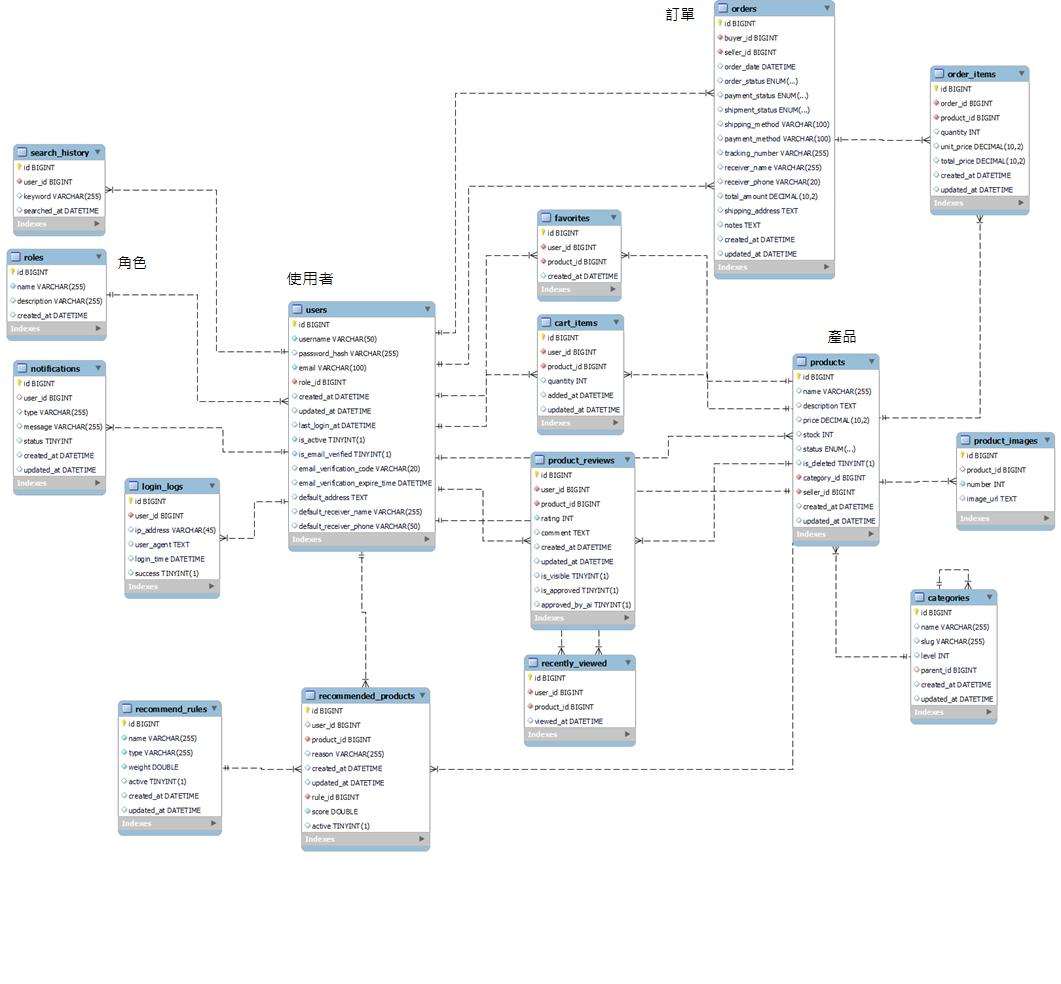 訂單
orders
id BIGINT
buyer_id BIGINT
seller_id BIGINT
order_date DATETIME
order_status ENUM(...)
payment_status ENUM(...)
shipment_status ENUM(...)
shipping_method VARCHAR(100)
payment_method VARCHAR(100)
tracking_number VARCHAR(255)
receiver_name VARCHAR(255)
receiver_phone VARCHAR(20)
total_amount DECIMAL(10,2)
shipping_address TEXT
notes TEXT
created_at DATETIME
updated_at DATETIME
Indexes
order_items
id BIGINT
order_id BIGINT
product_id BIGINT
quantity INT
unit_price DECIMAL(10,2)
total_price DECIMAL(10,2)
created_at DATETIME
updated_at DATETIME
Indexes
search_history
id BIGINT
user_id BIGINT
keyword VARCHAR(255)
searched_at DATETIME
Indexes
角色
roles
id BIGINT
name VARCHAR(255)
description VARCHAR(255)
created_at DATETIME
Indexes
notifications
id BIGINT
user_id BIGINT
type VARCHAR(255)
message VARCHAR(255)
status TINYINT
created_at DATETIME
updated_at DATETIME
Indexes
login_logs
id BIGINT
user_id BIGINT
ip_address VARCHAR(45)
user_agent TEXT
login_time DATETIME
success TINYINT(1)
Indexes
使用者
users
id BIGINT
username VARCHAR(50)
password_hash VARCHAR(255)
email VARCHAR(100)
role_id BIGINT
created_at DATETIME
updated_at DATETIME
last_login_at DATETIME
is_active TINYINT(1)
is_email_verified TINYINT(1)
email_verification_code VARCHAR(20)
email_verification_expire_time DATETIME
default_address TEXT
default_receiver_name VARCHAR(255)
default_receiver_phone VARCHAR(50)
Indexes
favorites
id BIGINT
user_id BIGINT
product_id BIGINT
created_at DATETIME
Indexes
cart_items
id BIGINT
user_id BIGINT
product_id BIGINT
quantity INT
added_at DATETIME
updated_at DATETIME
Indexes
product_reviews
id BIGINT
user_id BIGINT
product_id BIGINT
rating INT
comment TEXT
created_at DATETIME
updated_at DATETIME
is_visible TINYINT(1)
is_approved TINYINT(1)
approved_by_ai TINYINT(1)
Indexes
recently_viewed
id BIGINT
user_id BIGINT
product_id BIGINT
viewed_at DATETIME
Indexes
產品
products
id BIGINT
name VARCHAR(255)
description TEXT
price DECIMAL(10,2)
stock INT
status ENUM(...)
is_deleted TINYINT(1)
category_id BIGINT
seller_id BIGINT
created_at DATETIME
updated_at DATETIME
Indexes
product_images
id BIGINT
product_id BIGINT
number INT
image_url TEXT
Indexes
categories
id BIGINT
name VARCHAR(255)
slug VARCHAR(255)
level INT
parent_id BIGINT
created_at DATETIME
updated_at DATETIME
Indexes
recommend_rules
id BIGINT
name VARCHAR(255)
type VARCHAR(255)
weight DOUBLE
active TINYINT(1)
created_at DATETIME
updated_at DATETIME
Indexes
recommended_products
id BIGINT
user_id BIGINT
product_id BIGINT
reason VARCHAR(255)
created_at DATETIME
updated_at DATETIME
rule_id BIGINT
score DOUBLE
active TINYINT(1)
Indexes